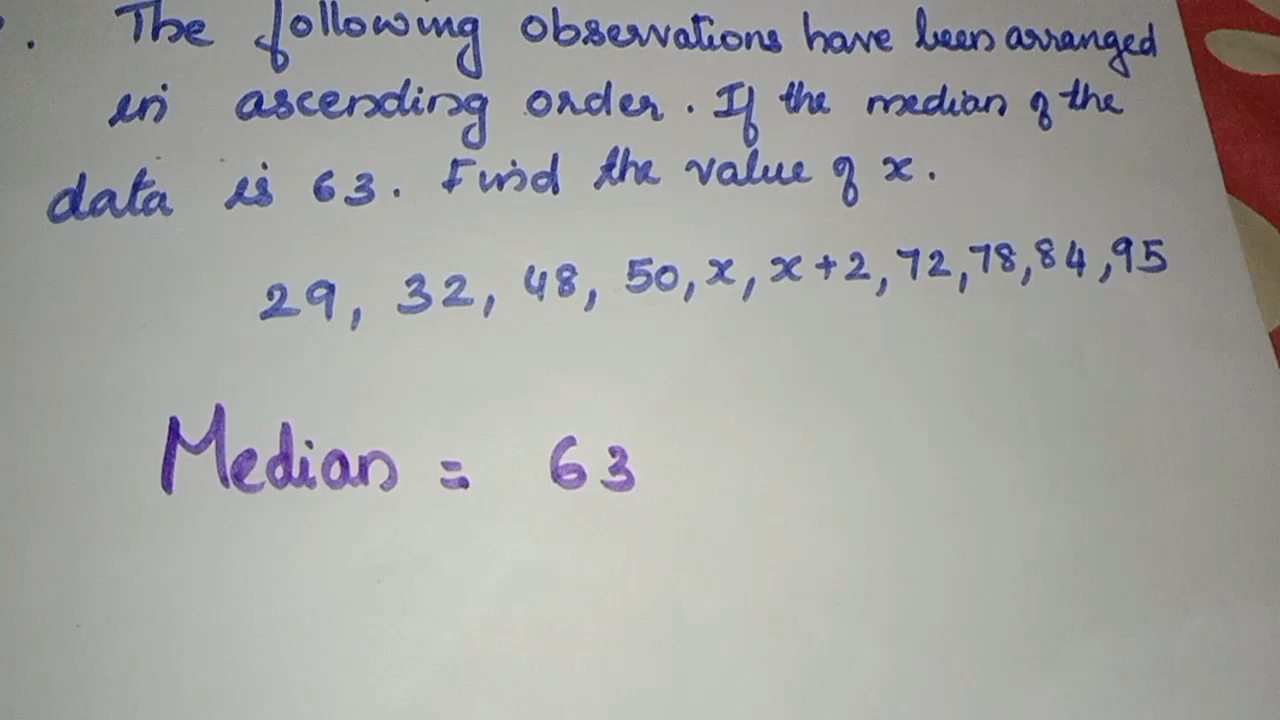 . The following observations have been arranged
in ascending order. If the median of the
data is 63. Find the value of x.
29, 32, 48, 50, x, x+2, 72, 78, 84, 95
Median = 63